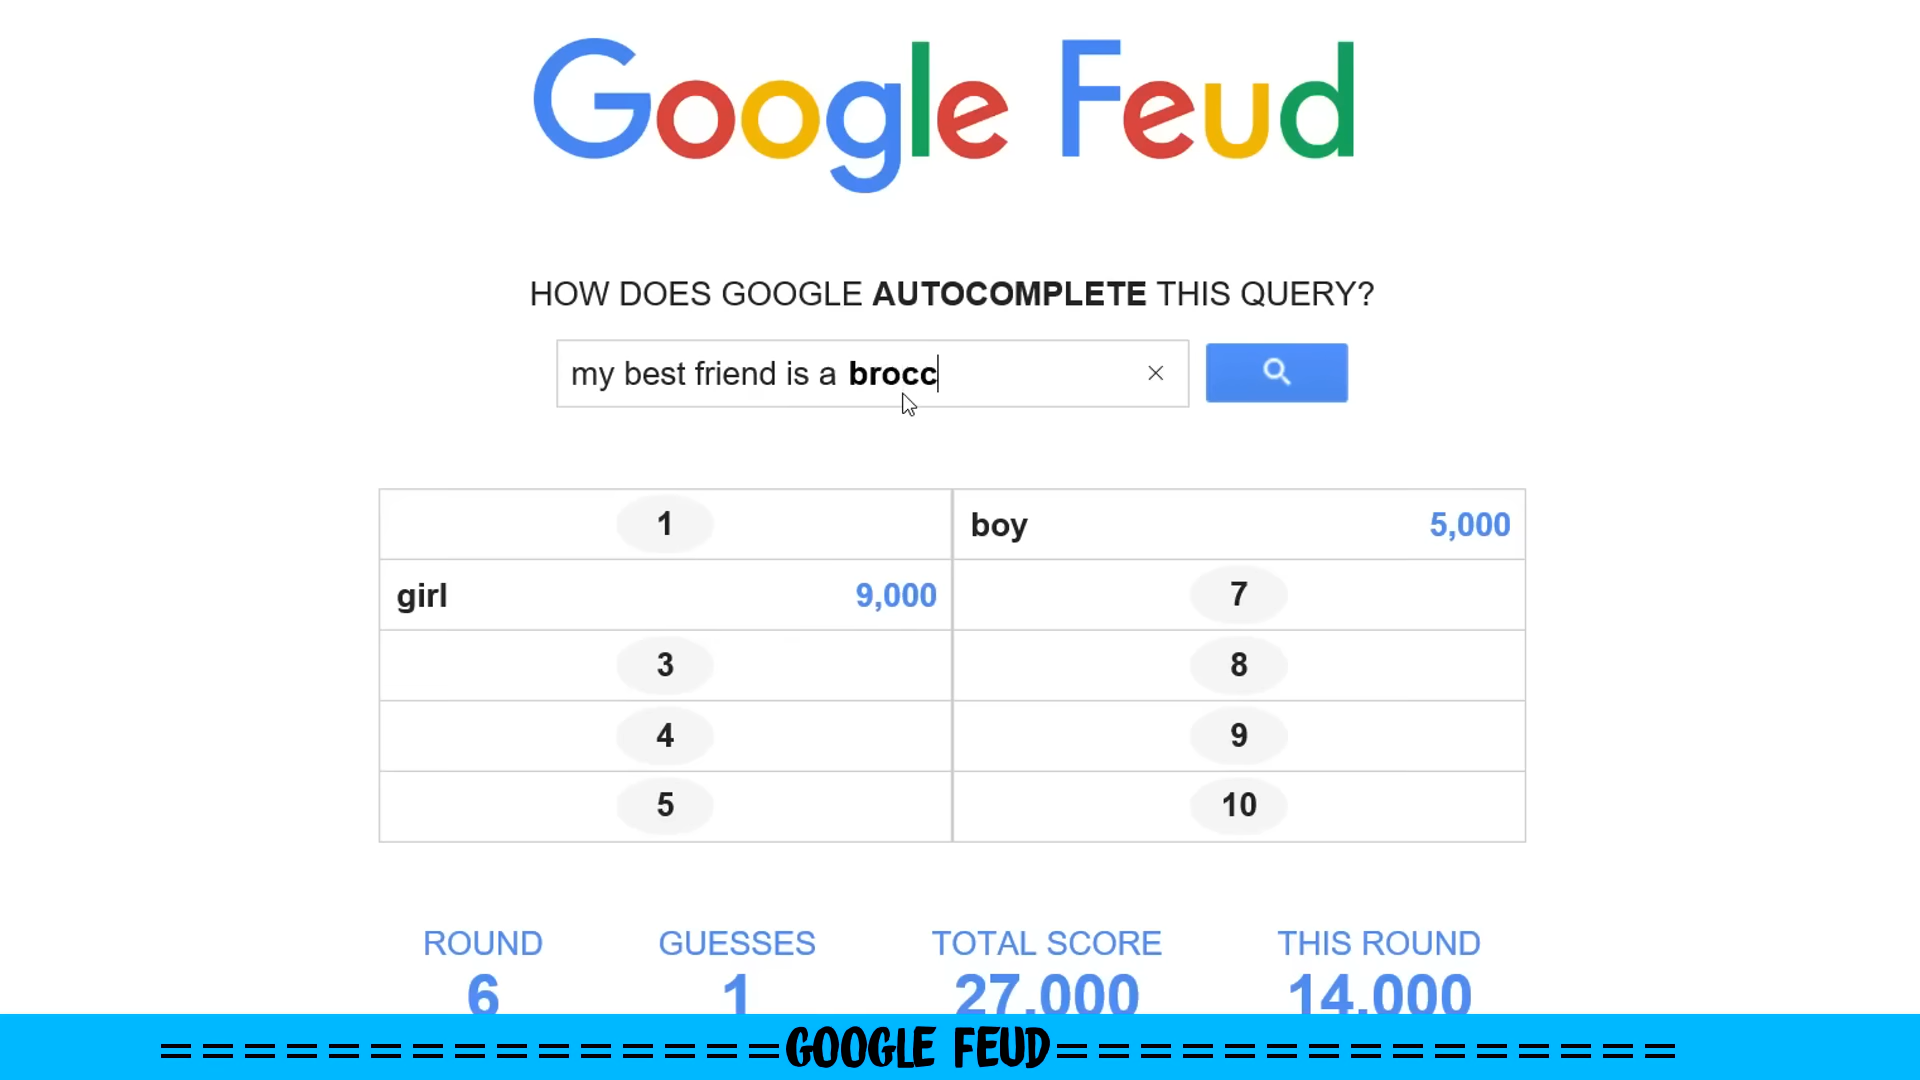 Google Feud
HOW DOES GOOGLE AUTOCOMPLETE THIS QUERY?
my best friend is a brocc
1
boy 5,000
girl 9,000
7
3
8
4
9
5
10
ROUND GUESSES TOTAL SCORE THIS ROUND
6 1 27,000 14,000
===============GOOGLE FEUD===============